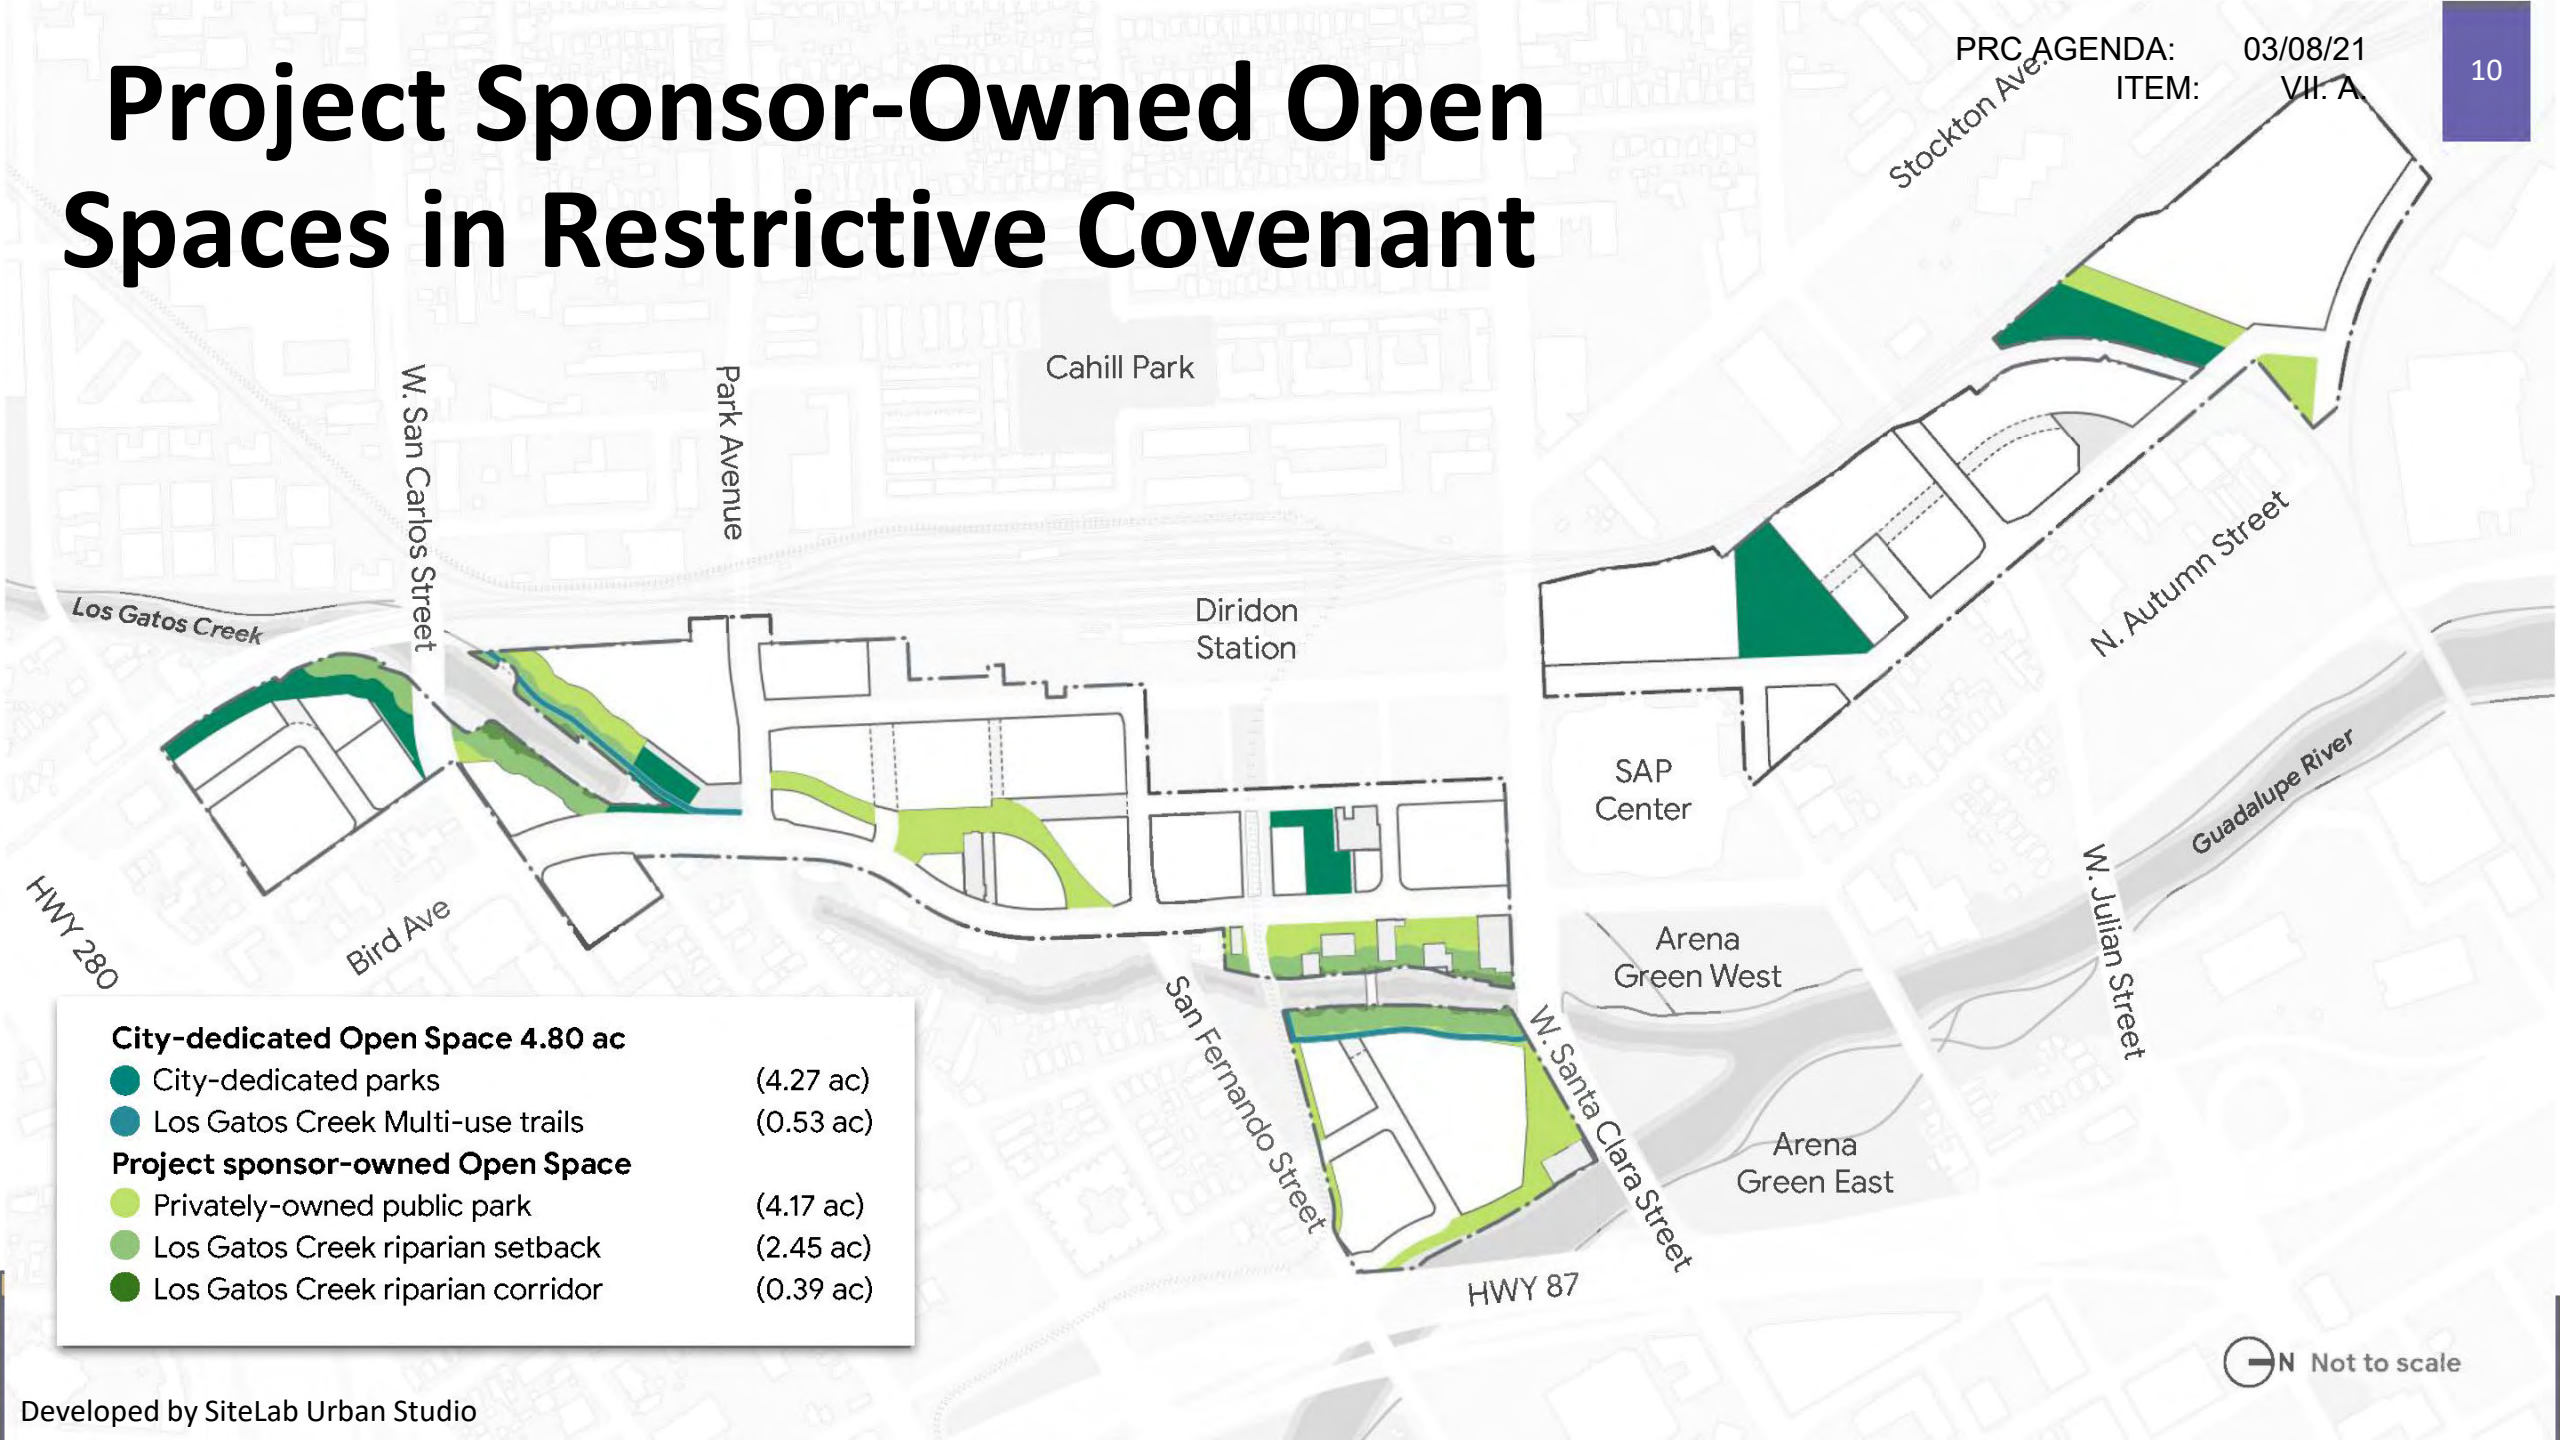 PRC AGENDA: 03/08/21
ITEM: VII. A.
10
Project Sponsor-Owned Open
Spaces in Restrictive Covenant
Stockton Ave.
Cahill Park
W. San Carlos Street
Park Avenue
Los Gatos Creek
Diridon
Station
N. Autumn Street
SAP
Center
Guadalupe River
W. Julian Street
HWY 280
Bird Ave
Arena
Green West
San Fernando Street
W. Santa Clara Street
Arena
Green East
HWY 87
City-dedicated Open Space 4.80 ac
City-dedicated parks (4.27 ac)
Los Gatos Creek Multi-use trails (0.53 ac)
Project sponsor-owned Open Space
Privately-owned public park (4.17 ac)
Los Gatos Creek riparian setback (2.45 ac)
Los Gatos Creek riparian corridor (0.39 ac)
N Not to scale
Developed by SiteLab Urban Studio